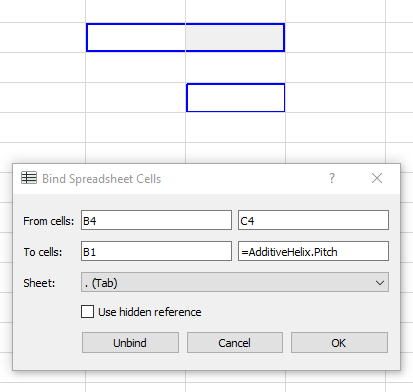 Bind Spreadsheet Cells
From cells: B4 C4
To cells: B1 =AdditiveHelix.Pitch
Sheet: . (Tab)
Use hidden reference
Unbind Cancel OK